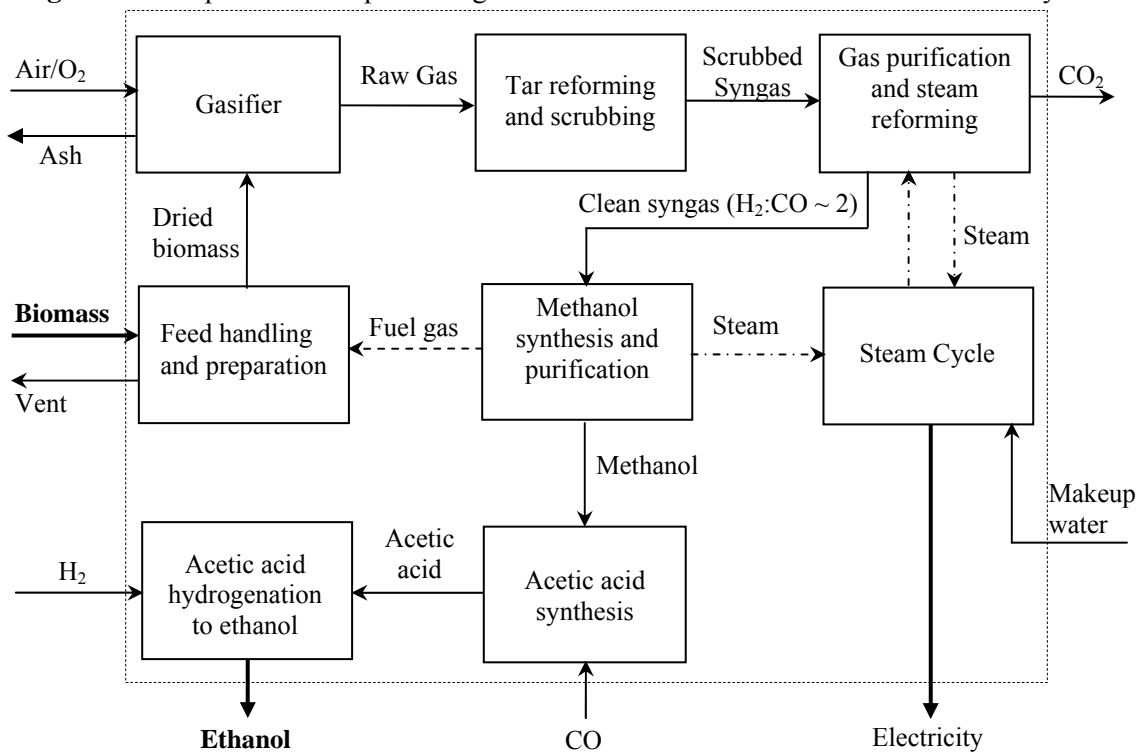 Air/O2
Ash
Gasifier
Raw Gas
Tar reforming
and scrubbing
Scrubbed
Syngas
Gas purification
and steam
reforming
CO2
Dried
biomass
Clean syngas (H2:CO ~ 2)
Steam
Biomass
Vent
Feed handling
and preparation
Fuel gas
Methanol
synthesis and
purification
Steam
Steam Cycle
Methanol
Makeup
water
H2
Acetic acid
hydrogenation
to ethanol
Acetic
acid
Acetic acid
synthesis
Ethanol
CO
Electricity